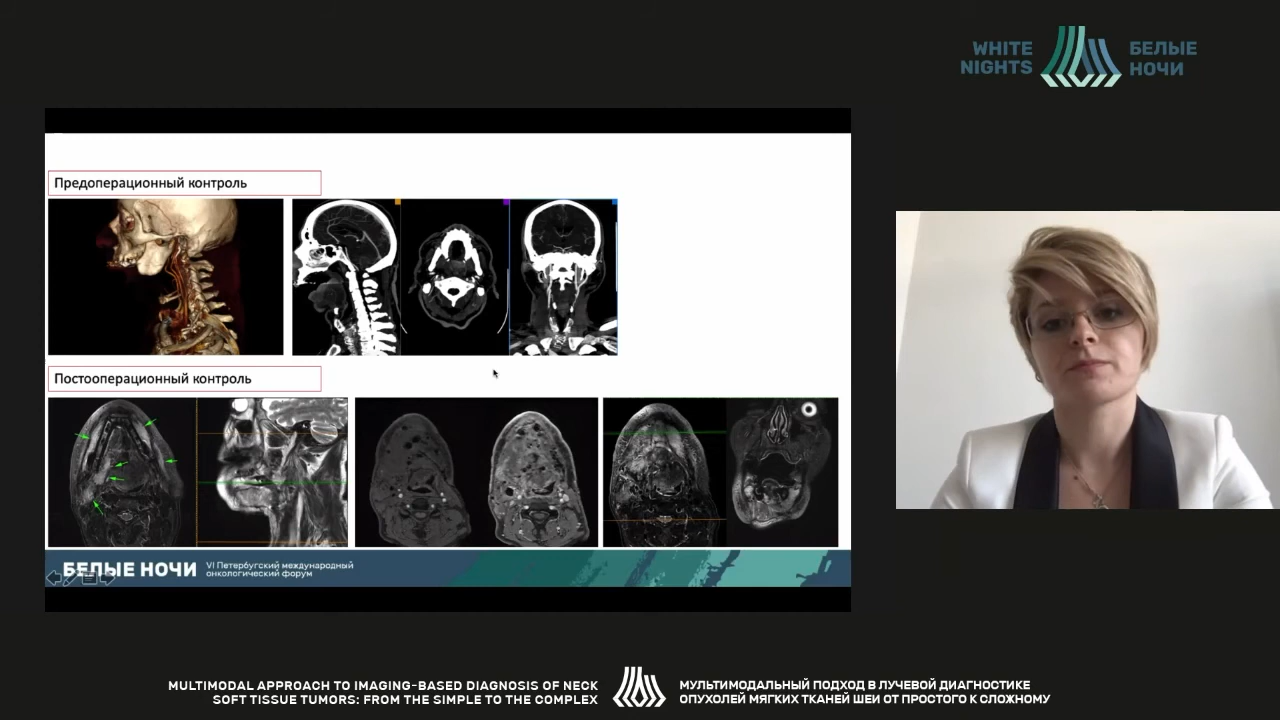 WHITE
NIGHTS
БЕЛЫЕ
НОЧИ
Предоперационный контроль
Постооперационный контроль
БЕЛЫЕ НОЧИ
VI Петербургский международный
онкологический форум
MULTIMODAL APPROACH TO IMAGING-BASED DIAGNOSIS OF NECK
SOFT TISSUE TUMORS: FROM THE SIMPLE TO THE COMPLEX
МУЛЬТИМОДАЛЬНЫЙ ПОДХОД В ЛУЧЕВОЙ ДИАГНОСТИКЕ
ОПУХОЛЕЙ МЯГКИХ ТКАНЕЙ ШЕИ ОТ ПРОСТОГО К СЛОЖНОМУ